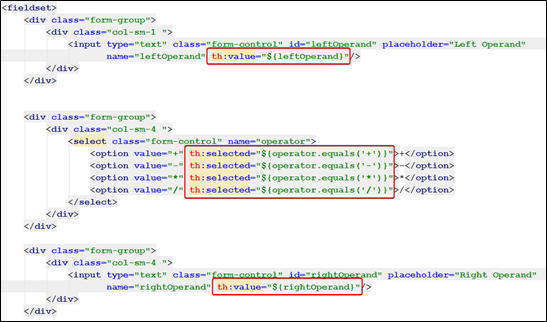 <fieldset>
<div class="form-group">
<div class="col-sm-1 ">
<input type="text" class="form-control" id="leftOperand" placeholder="Left Operand"
name="leftOperand" th:value="${leftOperand}"/>
</div>
</div>
<div class="form-group">
<div class="col-sm-4 ">
<select class="form-control" name="operator">
<option value="+" th:selected="${operator.equals('+')}">+</option>
<option value="-" th:selected="${operator.equals('-')}">-</option>
<option value="*" th:selected="${operator.equals('*')}">*</option>
<option value="/" th:selected="${operator.equals('/')}">/</option>
</select>
</div>
</div>
<div class="form-group">
<div class="col-sm-4 ">
<input type="text" class="form-control" id="rightOperand" placeholder="Right Operand"
name="rightOperand" th:value="${rightOperand}"/>
</div>
</div>